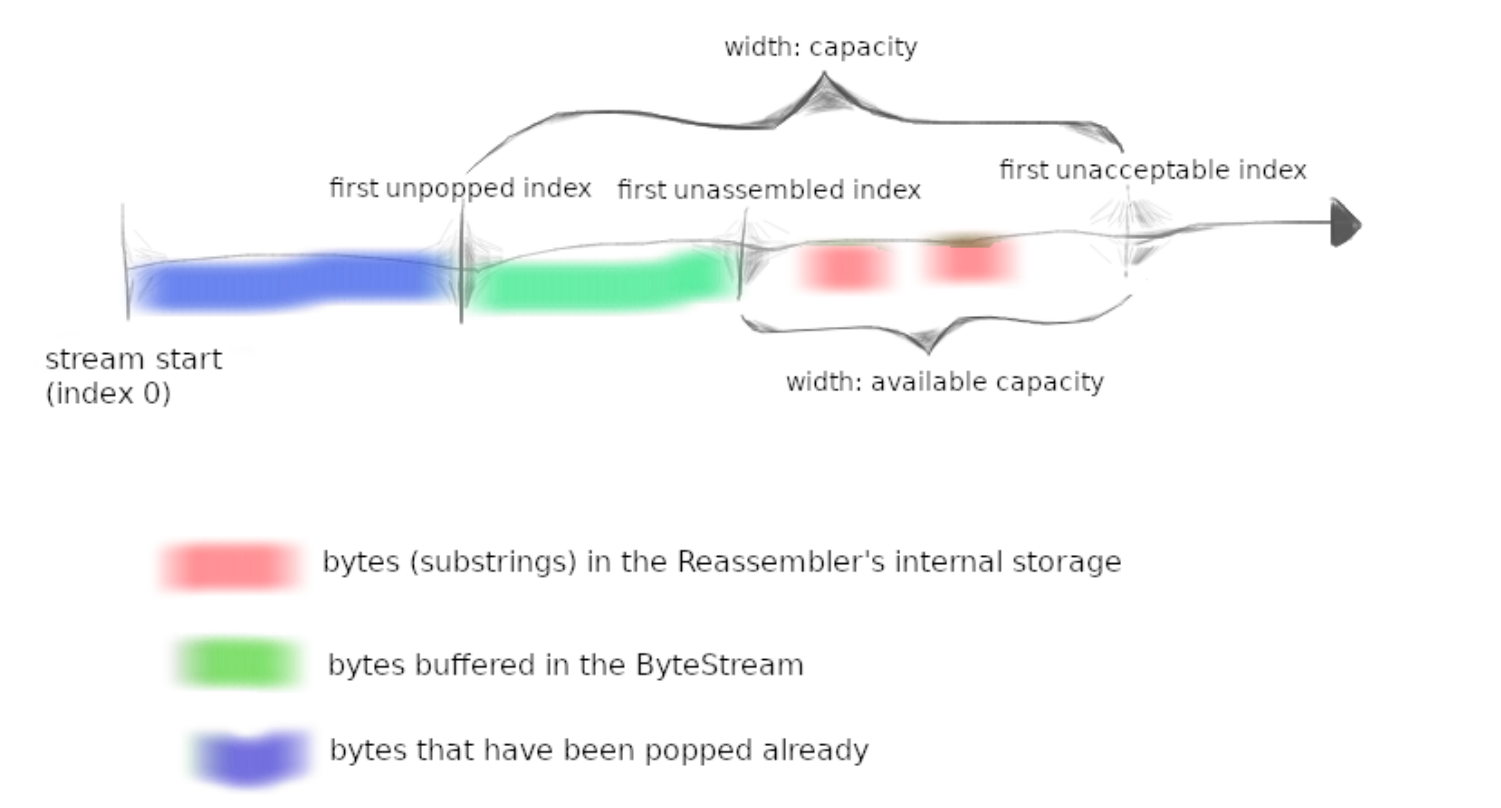 width: capacity
first unacceptable index
first unpopped index
first unassembled index
stream start
(index 0)
width: available capacity
bytes (substrings) in the Reassembler's internal storage
bytes buffered in the ByteStream
bytes that have been popped already